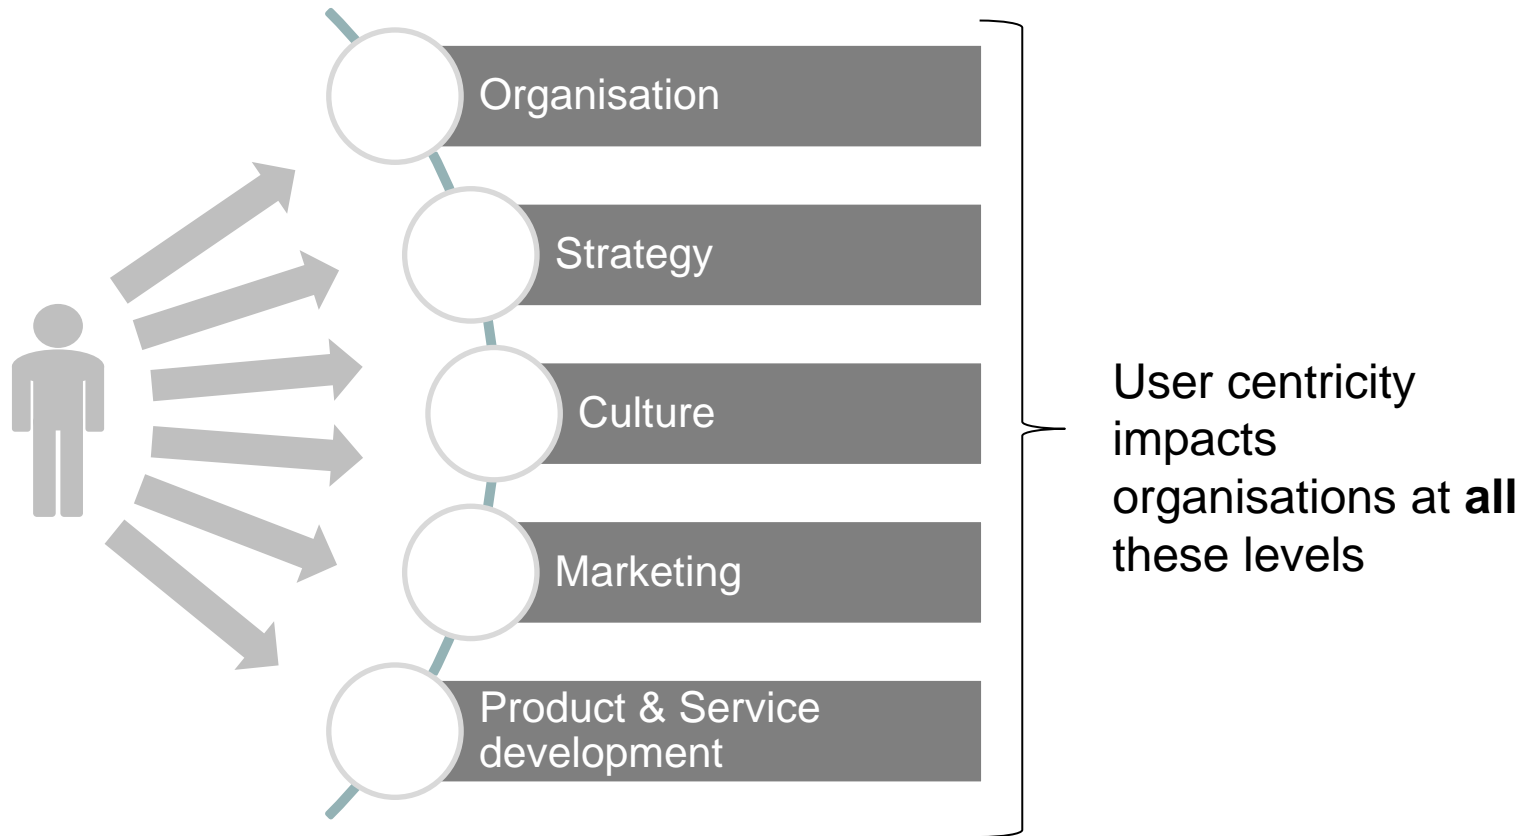 Organisation
Strategy
Culture
Marketing
Product & Service
development
User centricity
impacts
organisations at all
these levels